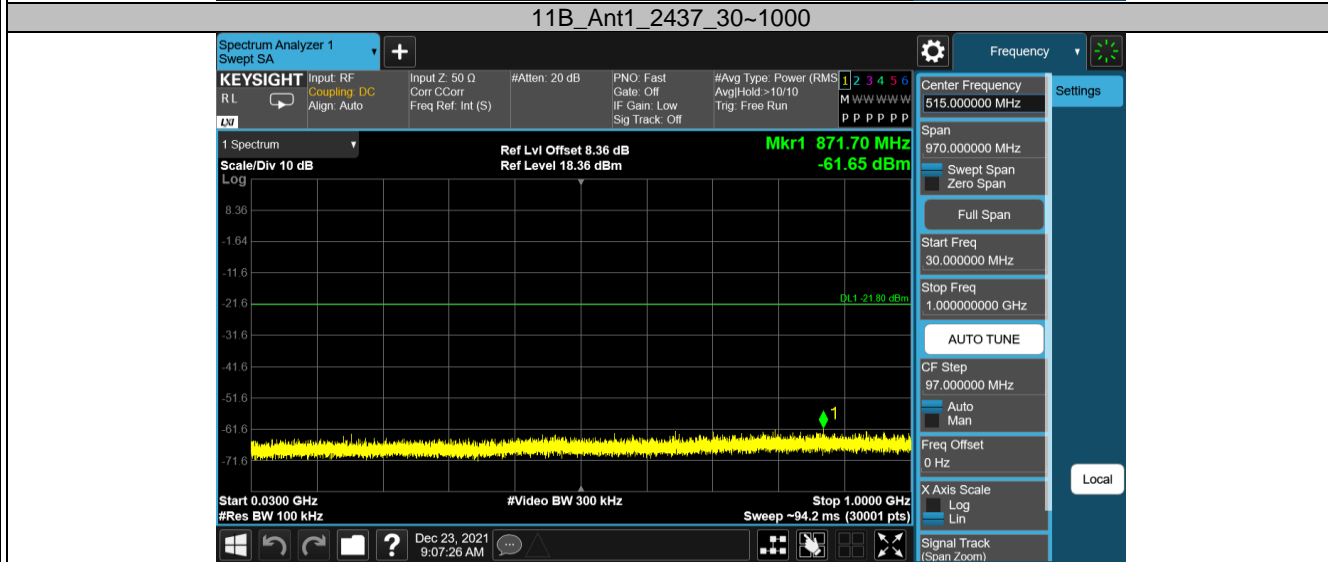 11B_Ant1_2437_30~1000
Spectrum Analyzer 1
Swept SA
+
Frequency
KEYSIGHT
R L
LXI
Input: RF
Coupling: DC
Align: Auto
Input Z: 50 Ω
Corr CCorr
Freq Ref: Int (S)
#Atten: 20 dB
PNO: Fast
Gate: Off
IF Gain: Low
Sig Track: Off
#Avg Type: Power (RMS
Avg|Hold:>10/10
Trig: Free Run
1 2 3 4 5 6
M W W W W W
P P P P P P
Center Frequency
515.000000 MHz
Settings
1 Spectrum
Scale/Div 10 dB
Ref Lvl Offset 8.36 dB
Ref Level 18.36 dBm
Mkr1 871.70 MHz
-61.65 dBm
Log
8.36
-1.64
-11.6
-21.6
-31.6
-41.6
-51.6
-61.6
-71.6
DL1 -21.80 dBm
1
Start 0.0300 GHz
#Res BW 100 kHz
#Video BW 300 kHz
Stop 1.0000 GHz
Sweep ~94.2 ms (30001 pts)
Span
970.000000 MHz
Swept Span
Zero Span
Full Span
Start Freq
30.000000 MHz
Stop Freq
1.000000000 GHz
AUTO TUNE
CF Step
97.000000 MHz
Auto
Man
Freq Offset
0 Hz
X Axis Scale
Log
Lin
Signal Track
(Span Zoom)
Local
?
Dec 23, 2021
9:07:26 AM